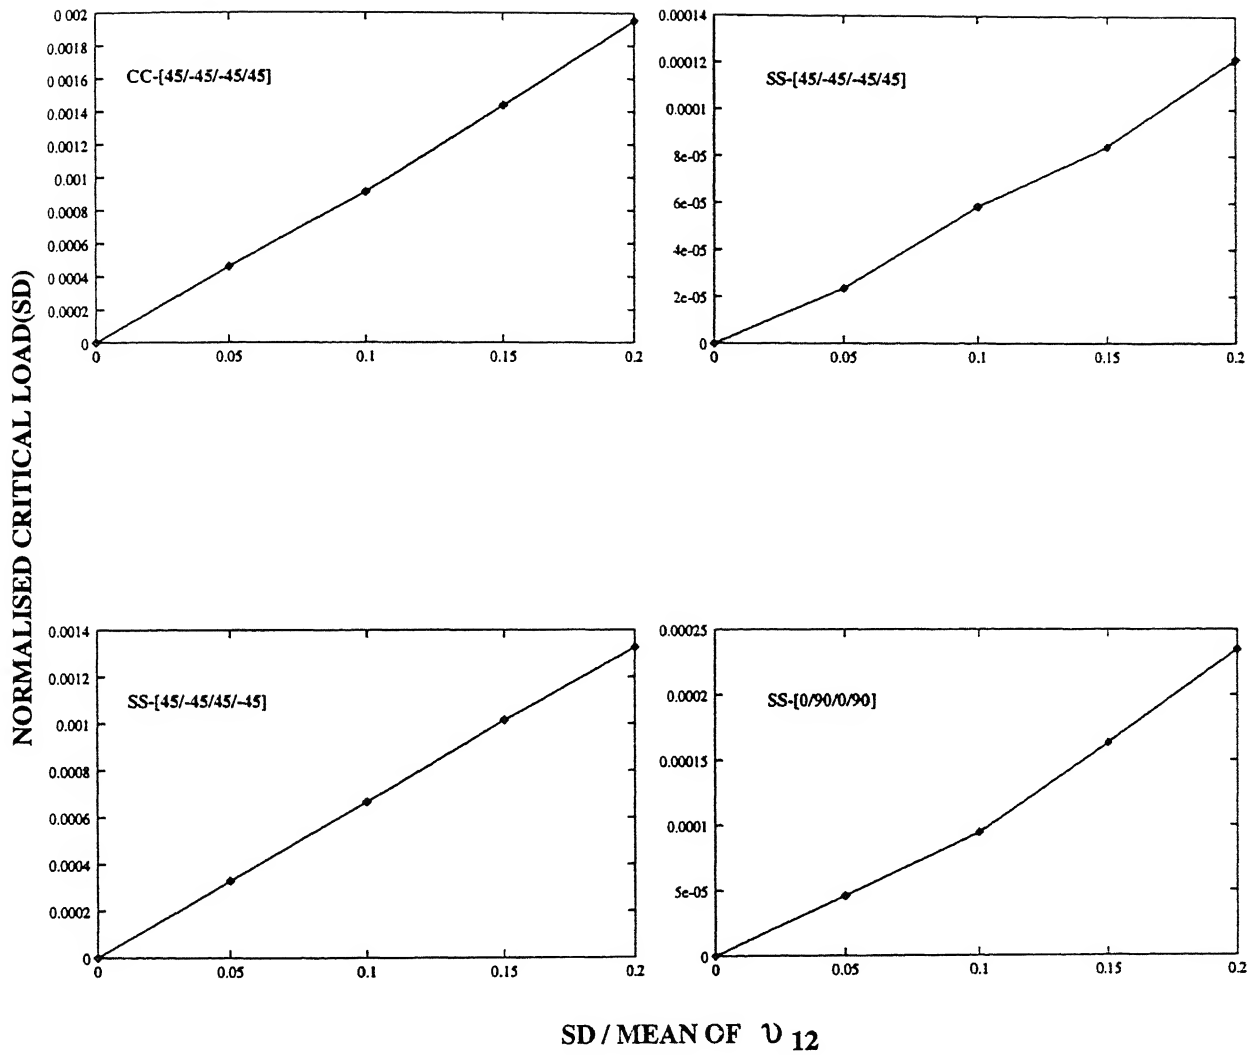 NORMALISED CRITICAL LOAD(SD)
CC-[45/-45/-45/45]
0.002
0.0018
0.0016
0.0014
0.0012
0.001
0.0008
0.0006
0.0004
0.0002
0
0 0.05 0.1 0.15 0.2
SS-[45/-45/-45/45]
0.00014
0.00012
0.0001
8e-05
6e-05
4e-05
2e-05
0
0 0.05 0.1 0.15 0.2
SS-[45/-45/45/-45]
0.0014
0.0012
0.001
0.0008
0.0006
0.0004
0.0002
0
0 0.05 0.1 0.15 0.2
SS-[0/90/0/90]
0.00025
0.0002
0.00015
0.0001
5e-05
0
0 0.05 0.1 0.15 0.2
SD / MEAN OF υ 12